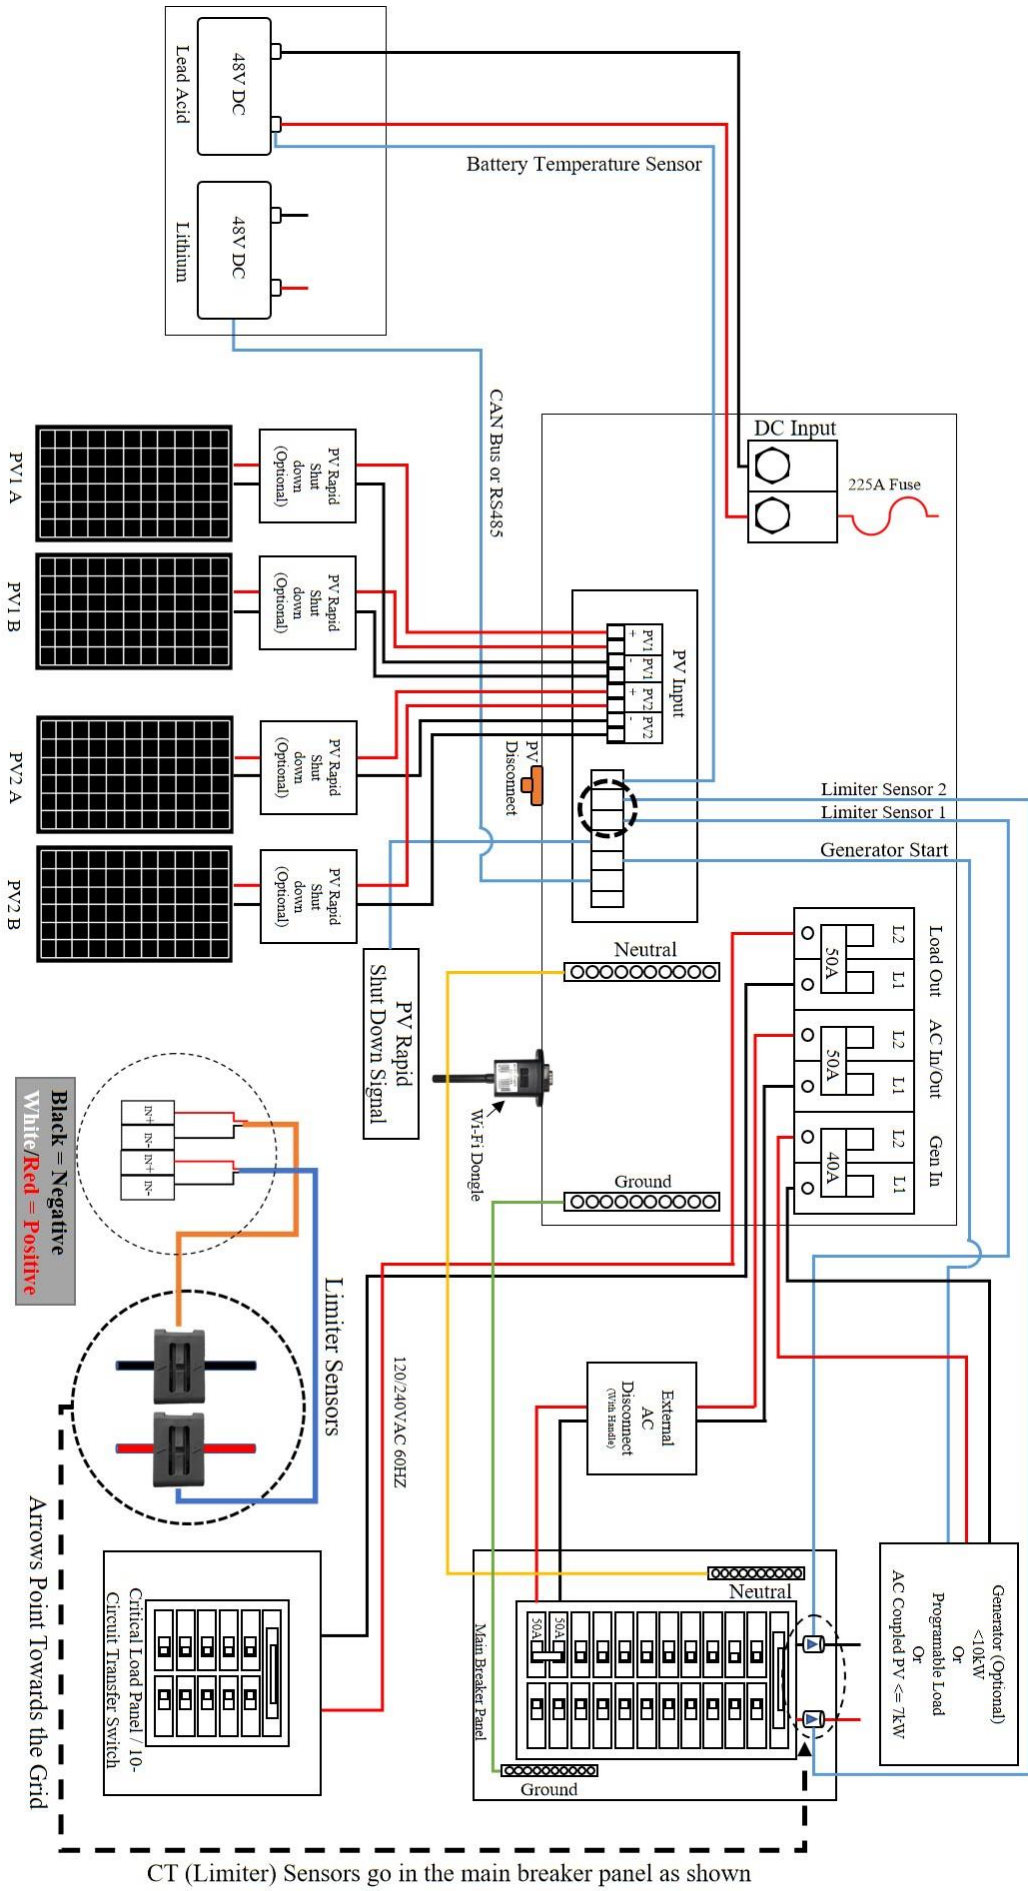 48V DC
Lead Acid
48V DC
Lithium
Battery Temperature Sensor
CAN Bus or RS485
DC Input
225A Fuse
PV1 A
PV1 B
PV2 A
PV2 B
PV Rapid
Shut
down
(Optional)
PV Rapid
Shut
down
(Optional)
PV Rapid
Shut
down
(Optional)
PV Rapid
Shut
down
(Optional)
PV Input
PV1
+
PV1
-
PV2
+
PV2
-
PV
Disconnect
Limiter Sensor 2
Limiter Sensor 1
Generator Start
Load Out
L2
L1
50A
AC In/Out
L2
L1
50A
Gen In
L2
L1
40A
Neutral
PV Rapid
Shut Down Signal
Wi-Fi Dongle
Ground
IN+
IN-
IN+
IN-
Black = Negative
White/Red = Positive
Limiter Sensors
120/240VAC 60HZ
External
AC
Disconnect
(With Handle)
Generator (Optional)
<10kW
Or
Programable Load
Or
AC Coupled PV <= 7kW
Neutral
50A
50A
Main Breaker Panel
Ground
Critical Load Panel / 10-
Circuit Transfer Switch
Arrows Point Towards the Grid
CT (Limiter) Sensors go in the main breaker panel as shown